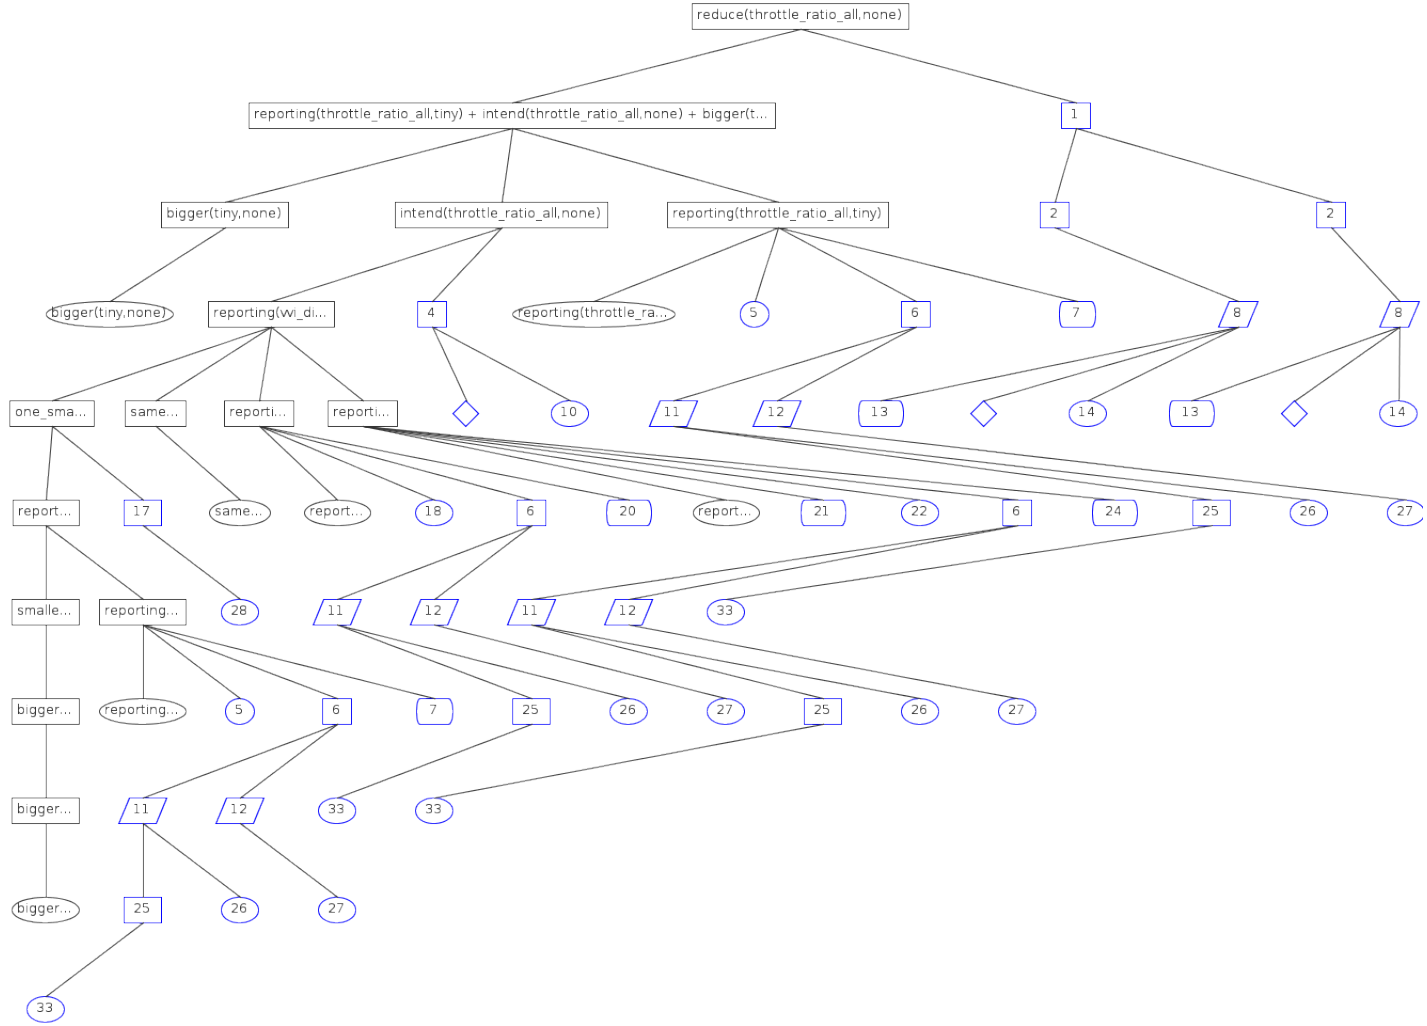 reduce(throttle_ratio_all,none)
reporting(throttle_ratio_all,tiny) + intend(throttle_ratio_all,none) + bigger(t...
1
bigger(tiny,none)
intend(throttle_ratio_all,none)
reporting(throttle_ratio_all,tiny)
2
2
bigger(tiny,none)
reporting(vvi_di...
4
reporting(throttle_ra...
5
6
7
8
8
one_sma...
same...
reporti...
reporti...
10
11
12
13
14
13
14
report...
17
same...
report...
18
6
20
report...
21
22
6
24
25
26
27
smalle...
reporting...
28
11
12
11
12
33
bigger...
reporting...
5
6
7
25
26
27
25
26
27
bigger...
11
12
33
33
bigger...
25
26
27
33